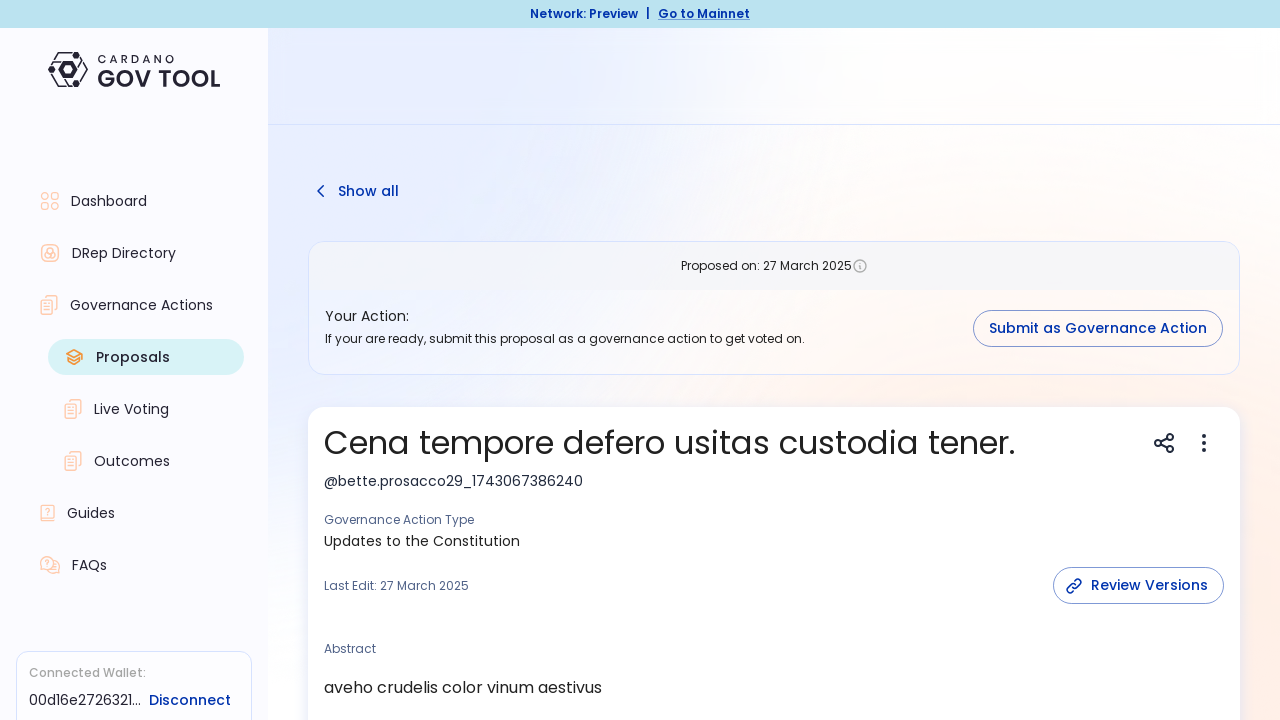 Network: Preview | Go to Mainnet
CARDANO
GOV TOOL
Dashboard
DRep Directory
Governance Actions
Proposals
Live Voting
Outcomes
Guides
FAQs
Connected Wallet:
00d16e2726321... Disconnect
Show all
Proposed on: 27 March 2025
Your Action:
If your are ready, submit this proposal as a governance action to get voted on.
Submit as Governance Action
Cena tempore defero usitas custodia tener.
@bette.prosacco29_1743067386240
Governance Action Type
Updates to the Constitution
Last Edit: 27 March 2025
Review Versions
Abstract
aveho crudelis color vinum aestivus